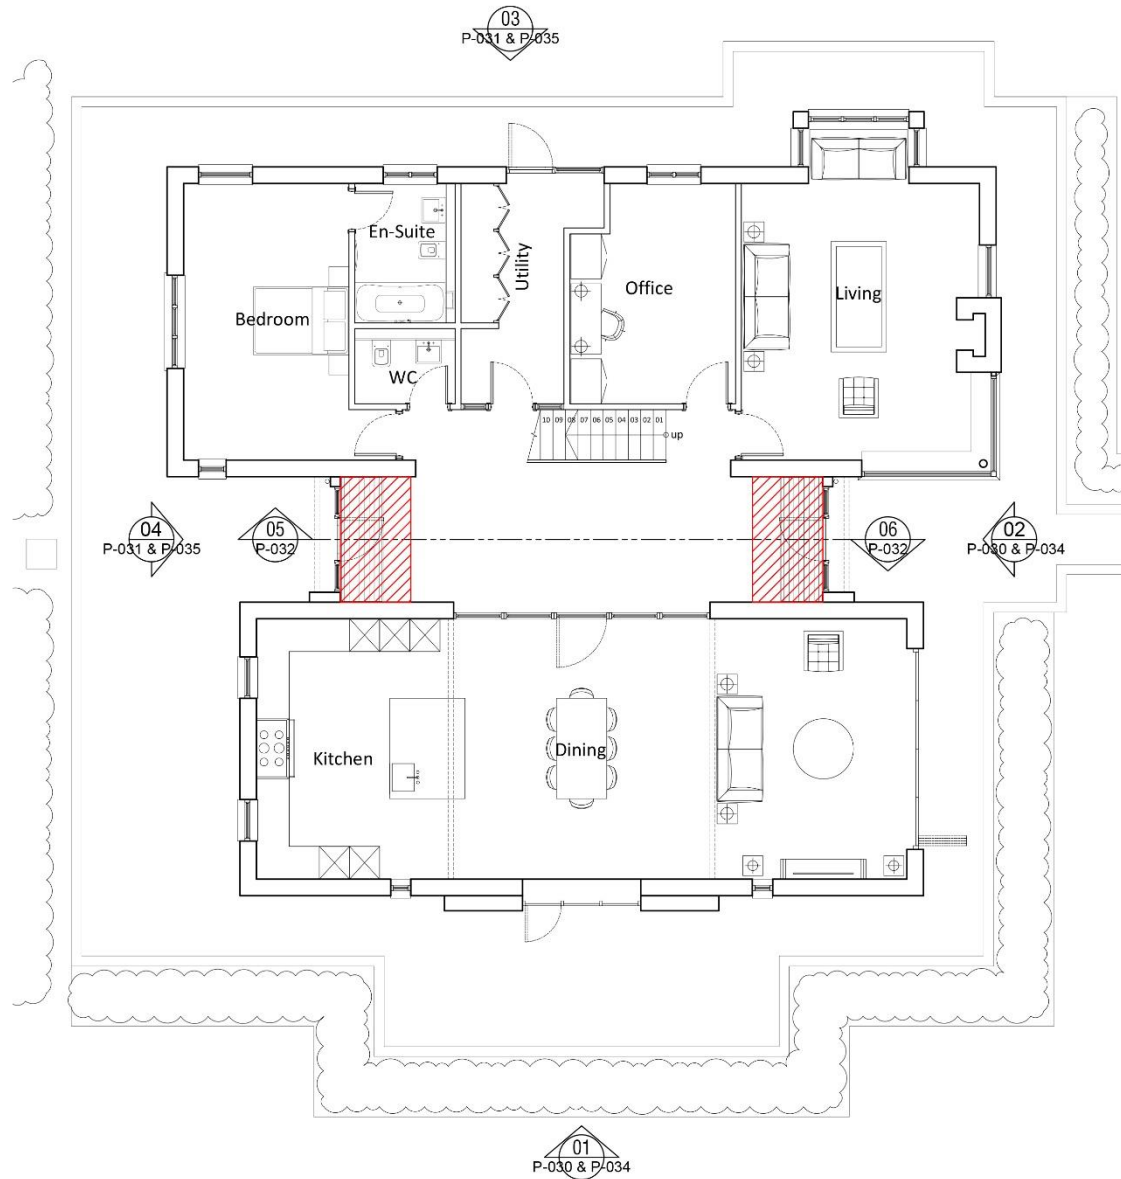 03
P-031 & P-035
En-Suite
Utility
Office
Living
Bedroom
WC
10 09 08 07 06 05 04 03 02 01
up
04
P-031 & P-035
05
P-032
06
P-032
02
P-030 & P-034
Kitchen
Dining
01
P-030 & P-034